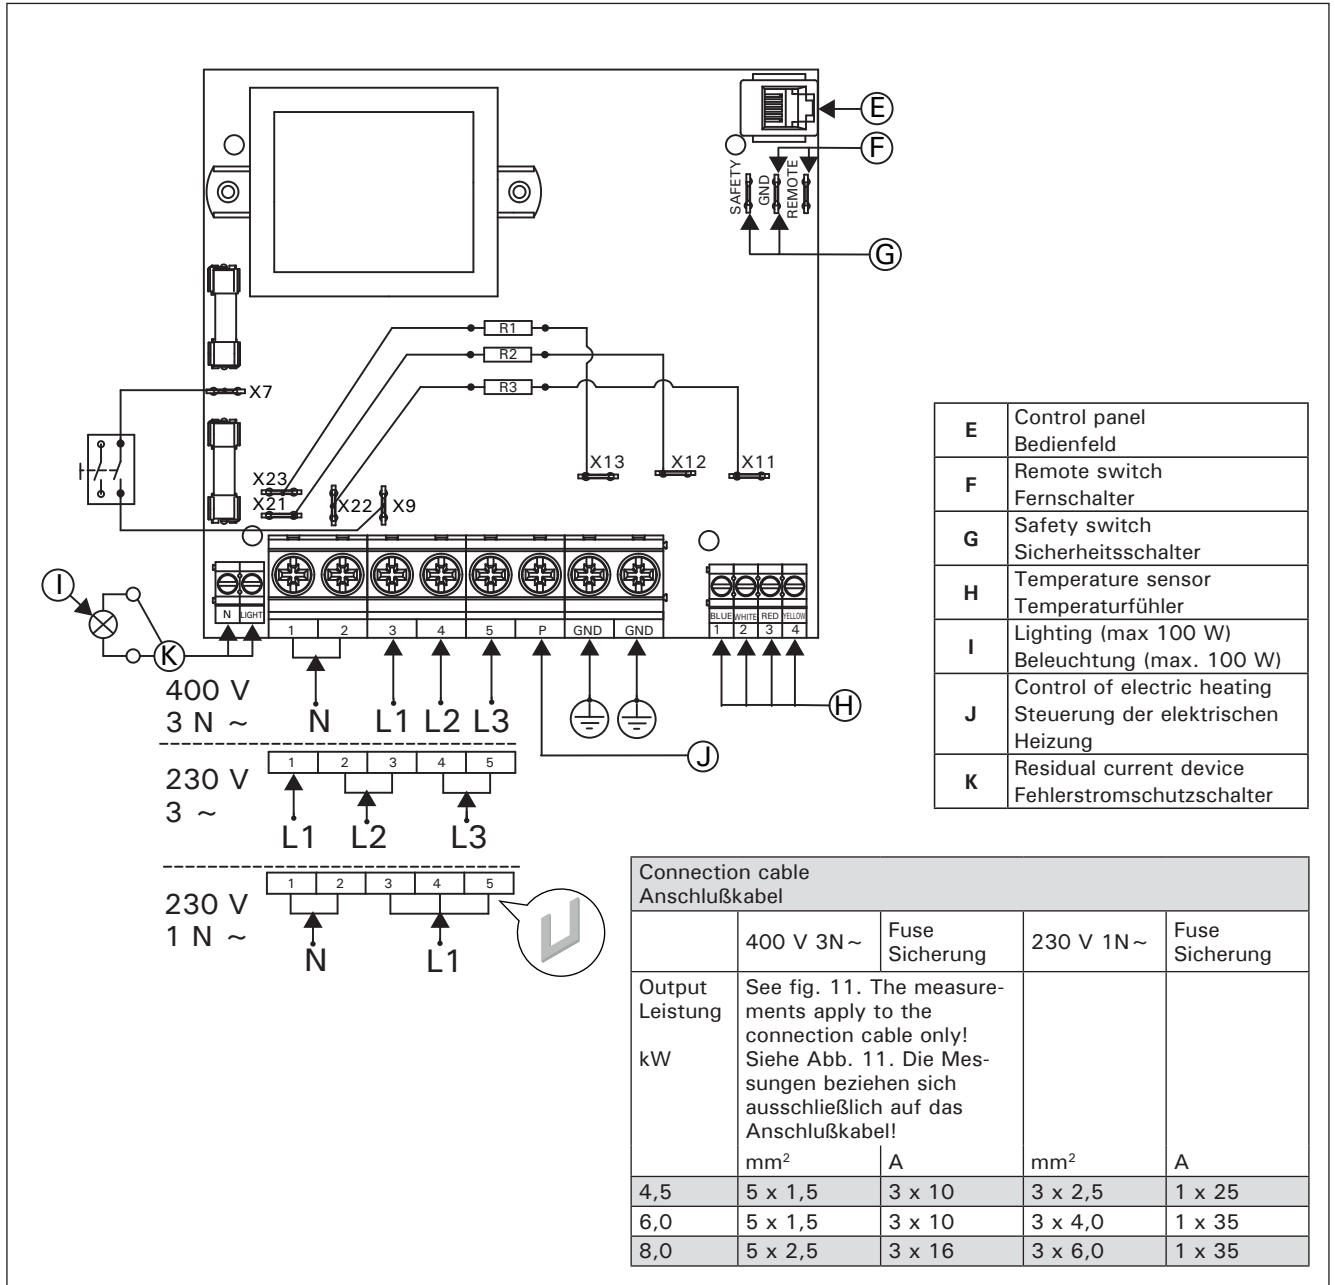 E
F
SAFETY
GND
REMOTE
G
R1
R2
R3
X7
X13
X12
X11
X23
X21
X22
X9
E
Control panel
Bedienfeld
F
Remote switch
Fernschalter
G
Safety switch
Sicherheitsschalter
H
Temperature sensor
Temperaturfühler
I
Lighting (max 100 W)
Beleuchtung (max. 100 W)
J
Control of electric heating
Steuerung der elektrischen
Heizung
K
Residual current device
Fehlerstromschutzschalter
I
N LIGHT
K
1 2 3 4 5 P GND GND
BLUE WHITE RED YELLOW
1 2 3 4
H
J
400 V
3 N ~
N L1 L2 L3
230 V
3 ~
1 2 3 4 5
L1 L2 L3
230 V
1 N ~
1 2 3 4 5
N L1
Connection cable
Anschlußkabel
400 V 3N~
Fuse
Sicherung
230 V 1N~
Fuse
Sicherung
Output
Leistung
kW
See fig. 11. The measure-
ments apply to the
connection cable only!
Siehe Abb. 11. Die Mes-
sungen beziehen sich
ausschließlich auf das
Anschlußkabel!
mm² A mm² A
4,5 5 x 1,5 3 x 10 3 x 2,5 1 x 25
6,0 5 x 1,5 3 x 10 3 x 4,0 1 x 35
8,0 5 x 2,5 3 x 16 3 x 6,0 1 x 35